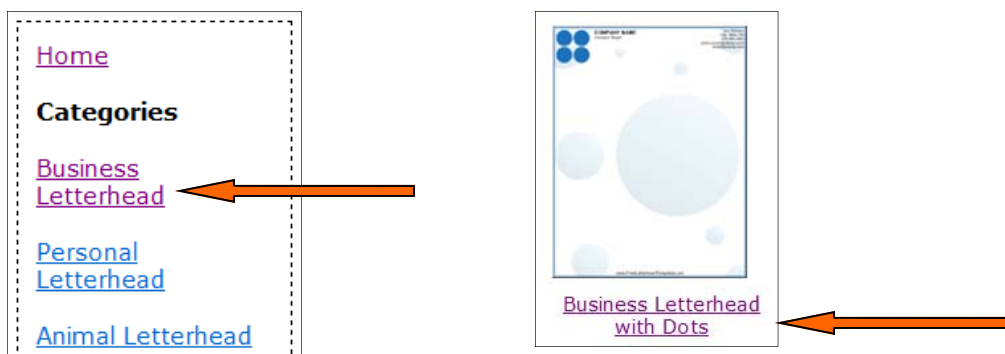 Home
Categories
Business
Letterhead
Personal
Letterhead
Animal Letterhead
COMPANY NAME
Business Letterhead
with Dots